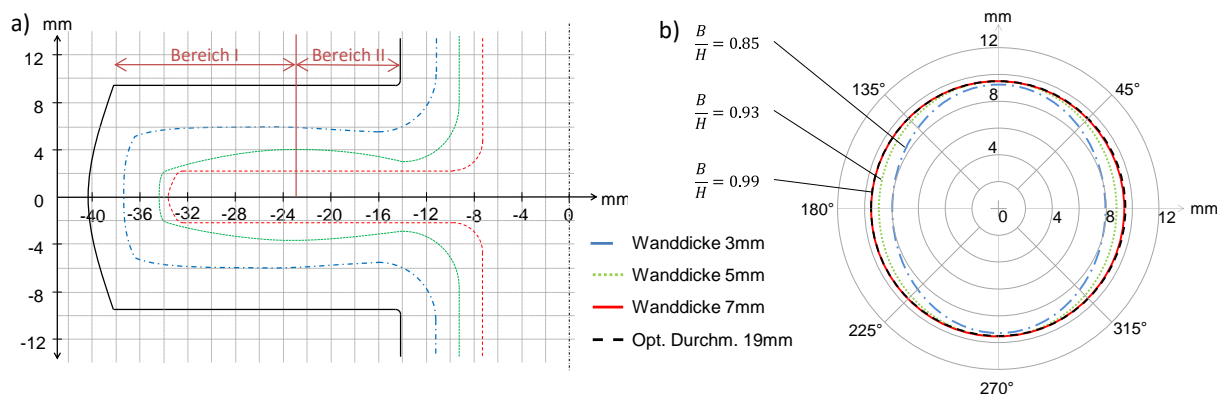 a)
mm
12
8
4
0
-4
-8
-12
Bereich I
Bereich II
-40
-36
-32
-28
-24
-20
-16
-12
-8
-4
0
mm
b)
B/H = 0.85
B/H = 0.93
B/H = 0.99
Wanddicke 3mm
Wanddicke 5mm
Wanddicke 7mm
Opt. Durchm. 19mm
mm
12
8
4
0
4
8
12
mm
45°
135°
180°
225°
270°
315°